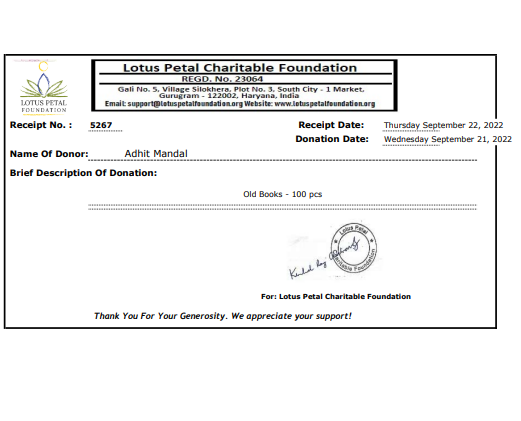 Lotus Petal Charitable Foundation
REGD. No. 23064
Gali No. 5, Village Silokhera, Plot No. 3, South City - 1 Market,
Gurugram - 122002, Haryana, India
Email: support@lotuspetalfoundation.org Website: www.lotuspetalfoundation.org
LOTUS PETAL
FOUNDATION
Receipt No. : 5267 Receipt Date: Thursday September 22, 2022
Donation Date: Wednesday September 21, 2022
Name Of Donor: Adhit Mandal
Brief Description Of Donation:
Old Books - 100 pcs
Lotus Petal
Charitable Foundation
For: Lotus Petal Charitable Foundation
Thank You For Your Generosity. We appreciate your support!